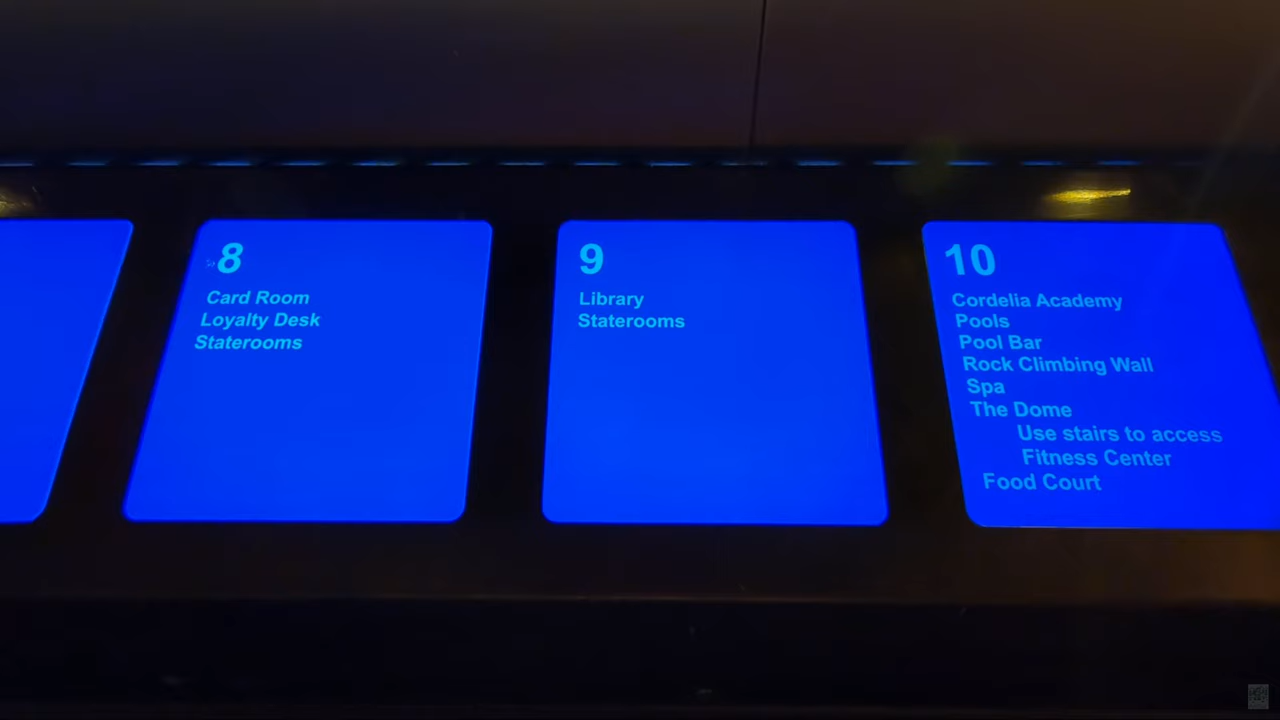 8
Card Room
Loyalty Desk
Staterooms
9
Library
Staterooms
10
Cordelia Academy
Pools
Pool Bar
Rock Climbing Wall
Spa
The Dome
Use stairs to access
Fitness Center
Food Court